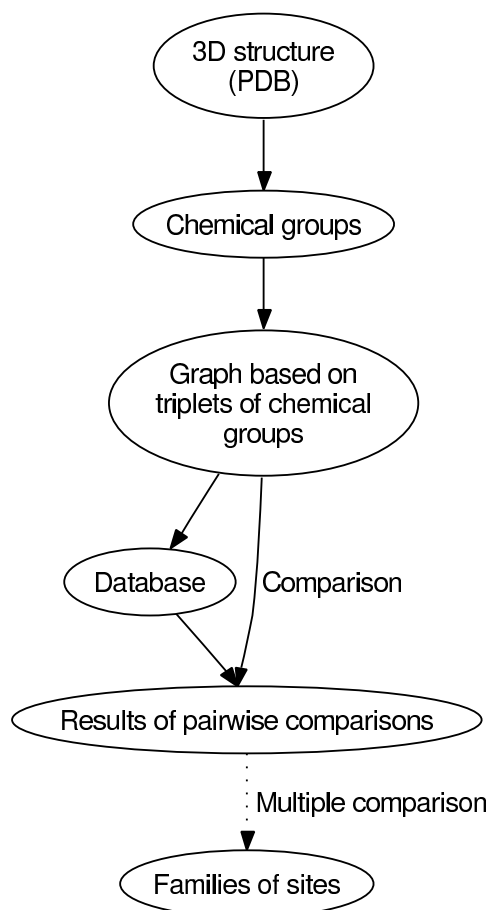 3D structure
(PDB)
Chemical groups
Graph based on
triplets of chemical
groups
Database
Comparison
Results of pairwise comparisons
Multiple comparison
Families of sites